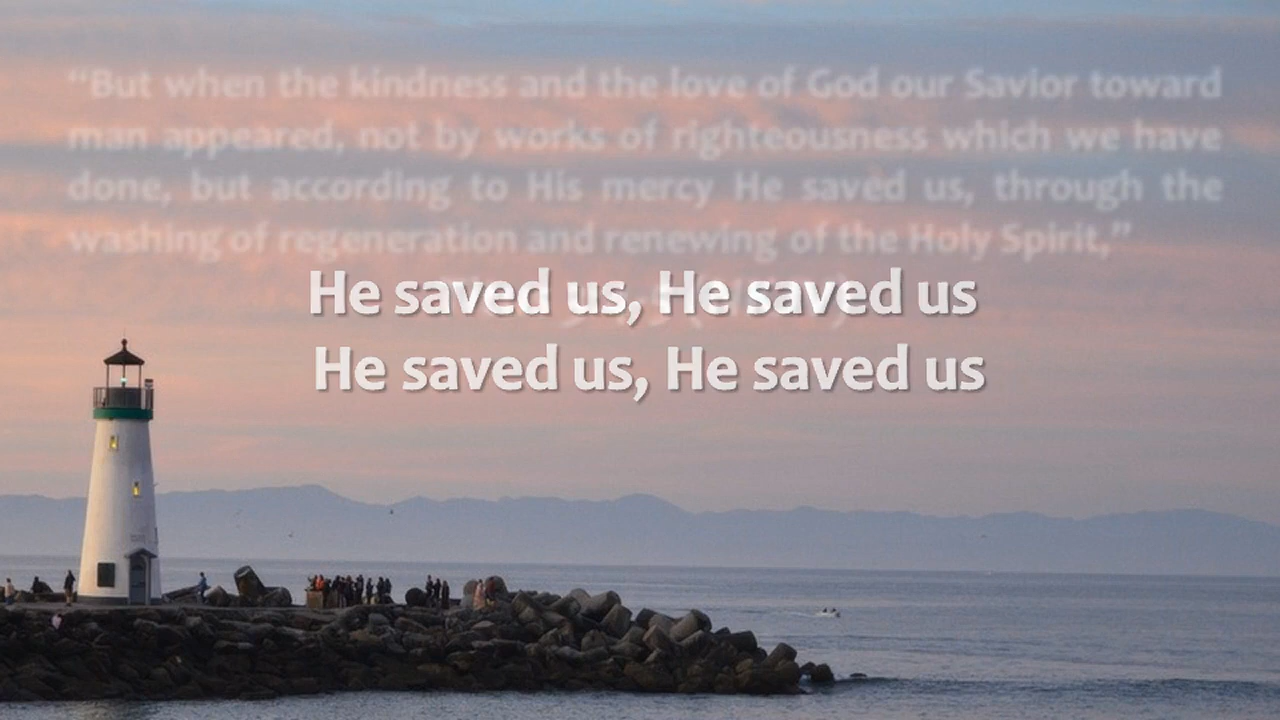 “But when the kindness and the love of God our Savior toward
man appeared, not by works of righteousness which we have
done, but according to His mercy He saved us, through the
washing of regeneration and renewing of the Holy Spirit,”
He saved us, He saved us
He saved us, He saved us